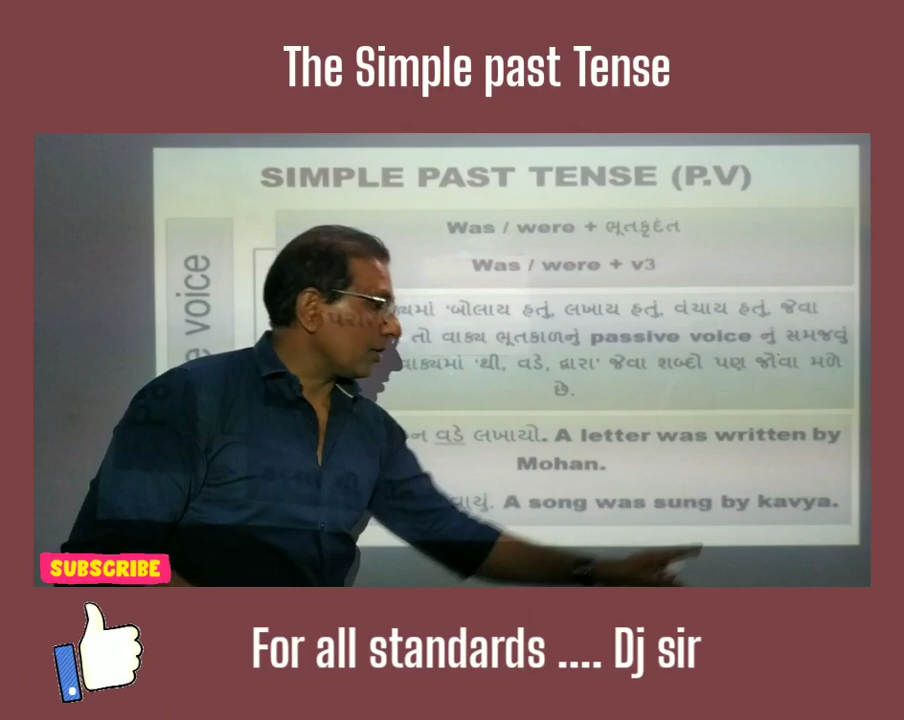 The Simple past Tense
SIMPLE PAST TENSE (P.V)
voice
Was / were + ભૂતકૃદંત
Was / were + v3
'બોલાય હતું, લખાય હતું, વંચાય હતું, જેવા
તો વાક્ય ભૂતકાળનું passive voice નું સમજવું
'થી, વડે, દ્વારા' જેવા શબ્દો પણ જોવા મળે
છે.
વડે લખાયો. A letter was written by
Mohan.
A song was sung by kavya.
SUBSCRIBE
For all standards .... Dj sir